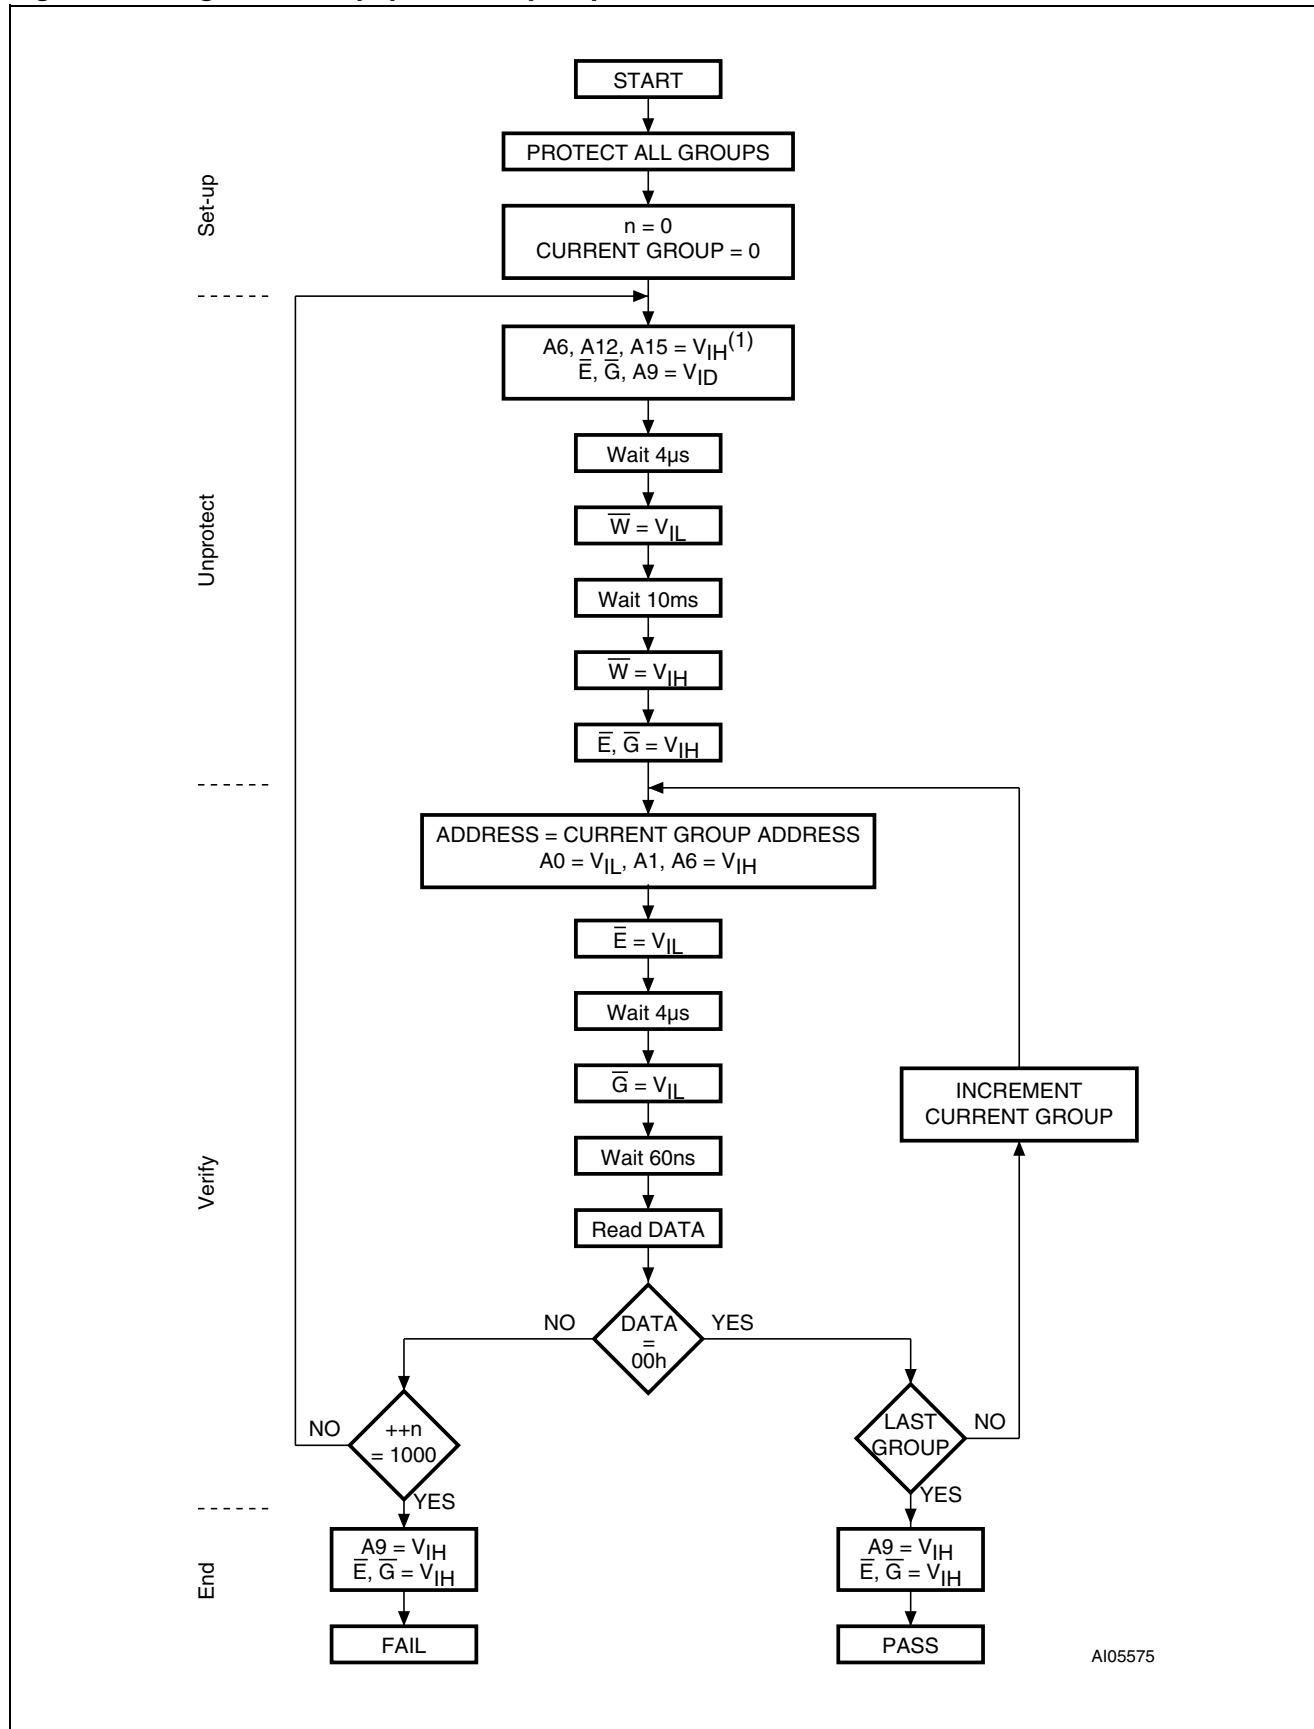 START
PROTECT ALL GROUPS
Set-up
n = 0
CURRENT GROUP = 0
A6, A12, A15 = VIH(1)
E̅, G̅, A9 = VID
Wait 4µs
W̅ = VIL
Unprotect
Wait 10ms
W̅ = VIH
E̅, G̅ = VIH
ADDRESS = CURRENT GROUP ADDRESS
A0 = VIL, A1, A6 = VIH
E̅ = VIL
Wait 4µs
G̅ = VIL
INCREMENT
CURRENT GROUP
Wait 60ns
Verify
Read DATA
NO
DATA
=
00h
YES
NO
++n
= 1000
YES
LAST
GROUP
NO
YES
End
A9 = VIH
E̅, G̅ = VIH
FAIL
A9 = VIH
E̅, G̅ = VIH
PASS
AI05575